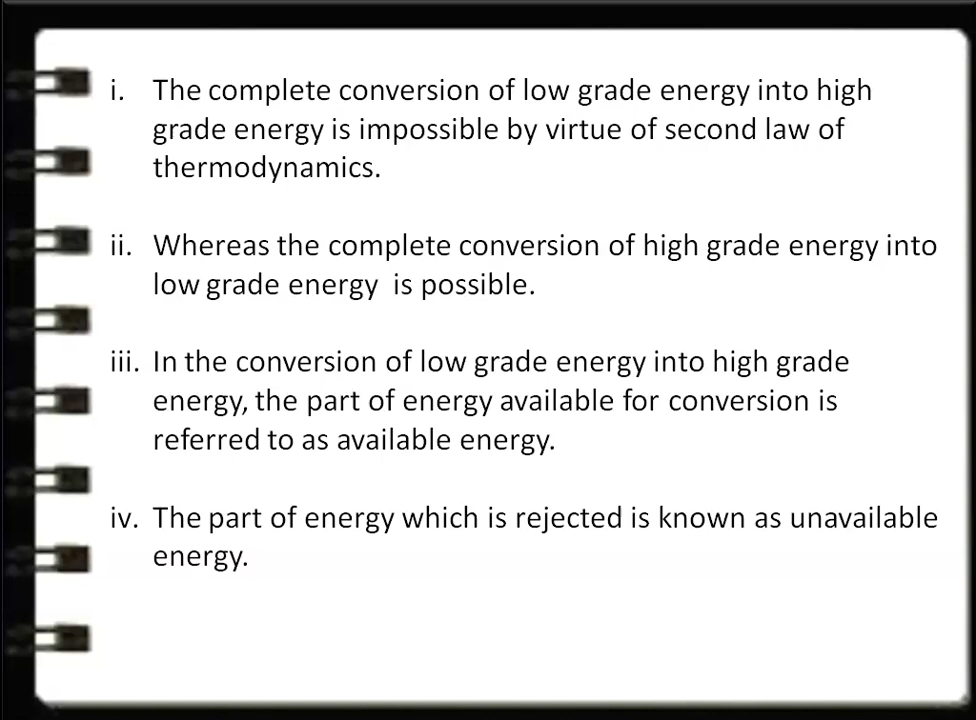 i. The complete conversion of low grade energy into high
grade energy is impossible by virtue of second law of
thermodynamics.
ii. Whereas the complete conversion of high grade energy into
low grade energy is possible.
iii. In the conversion of low grade energy into high grade
energy, the part of energy available for conversion is
referred to as available energy.
iv. The part of energy which is rejected is known as unavailable
energy.